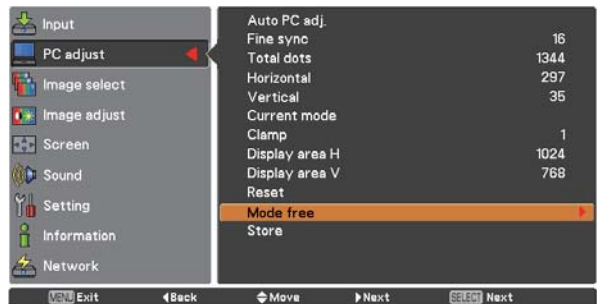 Input
PC adjust
Image select
Image adjust
Screen
Sound
Setting
Information
Network
Auto PC adj.
Fine sync 16
Total dots 1344
Horizontal 297
Vertical 35
Current mode
Clamp 1
Display area H 1024
Display area V 768
Reset
Mode free
Store
MENU Exit Back Move Next SELECT Next